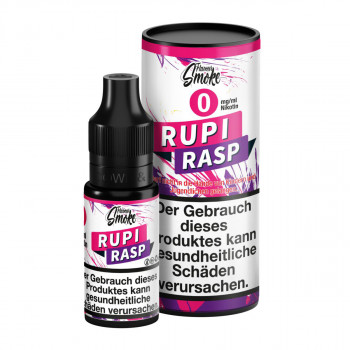 Flavour
Smoke
0
mg/ml
Nikotin
RUPI
RASP
Der Gebrauch
dieses
Produktes kann
gesundheitliche
Schäden
verursachen.
Flavour
Smoke
RUPI
RASP
Der Gebrauch dieses
Produktes kann
gesundheitliche
Schäden
verursachen.